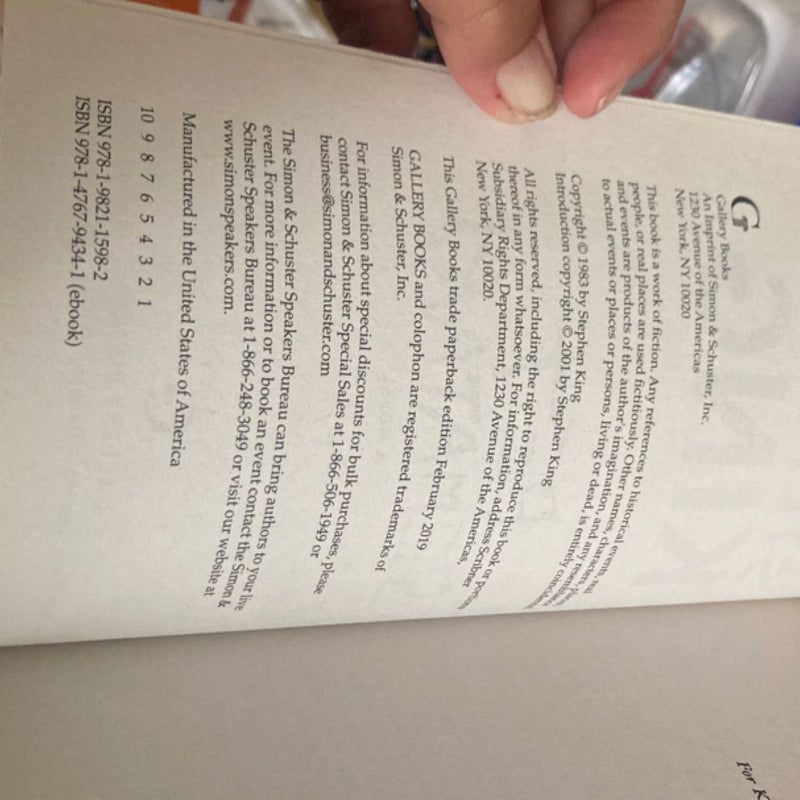 G
Gallery Books
An Imprint of Simon & Schuster, Inc.
1230 Avenue of the Americas
New York, NY 10020
This book is a work of fiction. Any references to historical events,
people, or real places are used fictitiously. Other names, characters,
and events are products of the author's imagination, and any
to actual events or places or persons, living or dead, is entirely
Copyright © 1983 by Stephen King
Introduction copyright © 2001 by Stephen King
All rights reserved, including the right to reproduce this book or
thereof in any form whatsoever. For information, address Scribner
Subsidiary Rights Department, 1230 Avenue of the Americas,
New York, NY 10020.
This Gallery Books trade paperback edition February 2019
GALLERY BOOKS and colophon are registered trademarks of
Simon & Schuster, Inc.
For information about special discounts for bulk purchases, please
contact Simon & Schuster Special Sales at 1-866-506-1949 or
business@simonandschuster.com
The Simon & Schuster Speakers Bureau can bring authors to your live
event. For more information or to book an event contact the Simon &
Schuster Speakers Bureau at 1-866-248-3049 or visit our website at
www.simonspeakers.com.
Manufactured in the United States of America
10 9 8 7 6 5 4 3 2 1
ISBN 978-1-9821-1598-2
ISBN 978-1-4767-9434-1 (ebook)
For